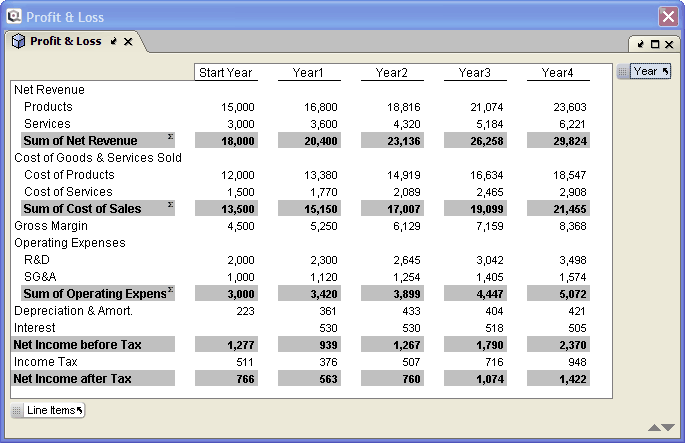 Profit & Loss
Profit & Loss
Start Year Year1 Year2 Year3 Year4
Year
Net Revenue
Products 15,000 16,800 18,816 21,074 23,603
Services 3,000 3,600 4,320 5,184 6,221
Sum of Net Revenue Σ 18,000 20,400 23,136 26,258 29,824
Cost of Goods & Services Sold
Cost of Products 12,000 13,380 14,919 16,634 18,547
Cost of Services 1,500 1,770 2,089 2,465 2,908
Sum of Cost of Sales Σ 13,500 15,150 17,007 19,099 21,455
Gross Margin 4,500 5,250 6,129 7,159 8,368
Operating Expenses
R&D 2,000 2,300 2,645 3,042 3,498
SG&A 1,000 1,120 1,254 1,405 1,574
Sum of Operating Expens Σ 3,000 3,420 3,899 4,447 5,072
Depreciation & Amort. 223 361 433 404 421
Interest 530 530 518 505
Net Income before Tax 1,277 939 1,267 1,790 2,370
Income Tax 511 376 507 716 948
Net Income after Tax 766 563 760 1,074 1,422
Line Items